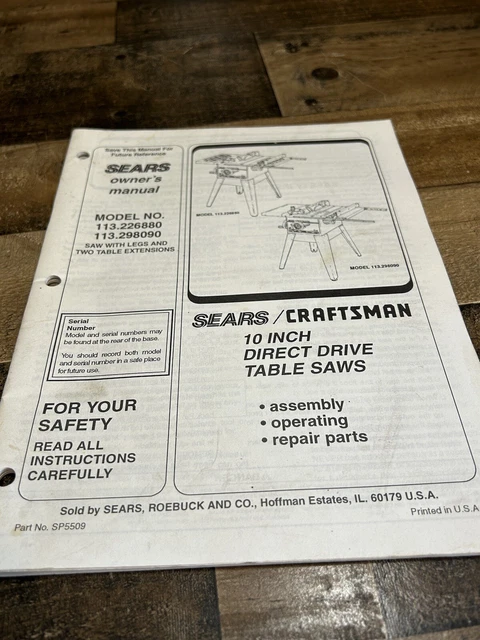 Save This Manual For
Future Reference
SEARS
owner's
manual
MODEL NO.
113.226880
113.298090
SAW WITH LEGS AND
TWO TABLE EXTENSIONS
Serial
Number
Model and serial numbers may
be found at the rear of the base.
You should record both model
and serial number in a safe place
for future use.
FOR YOUR
SAFETY
READ ALL
INSTRUCTIONS
CAREFULLY
MODEL 113.226880
MODEL 113.298090
SEARS / CRAFTSMAN
10 INCH
DIRECT DRIVE
TABLE SAWS
• assembly
• operating
• repair parts
Sold by SEARS, ROEBUCK AND CO., Hoffman Estates, IL. 60179 U.S.A.
Part No. SP5509
Printed in U.S.A